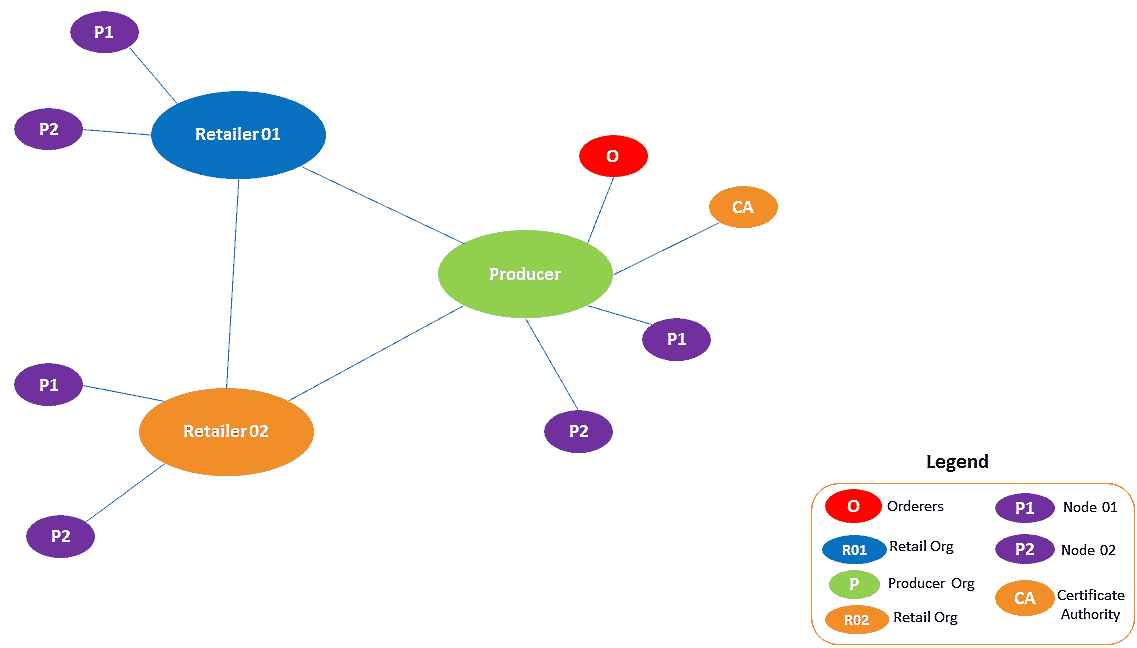 P1
Retailer 01
P2
O
CA
Producer
P1
P1
Retailer 02
P2
P2
Legend
O Orderers
P1 Node 01
R01 Retail Org
P2 Node 02
P Producer Org
CA Certificate
Authority
R02 Retail Org